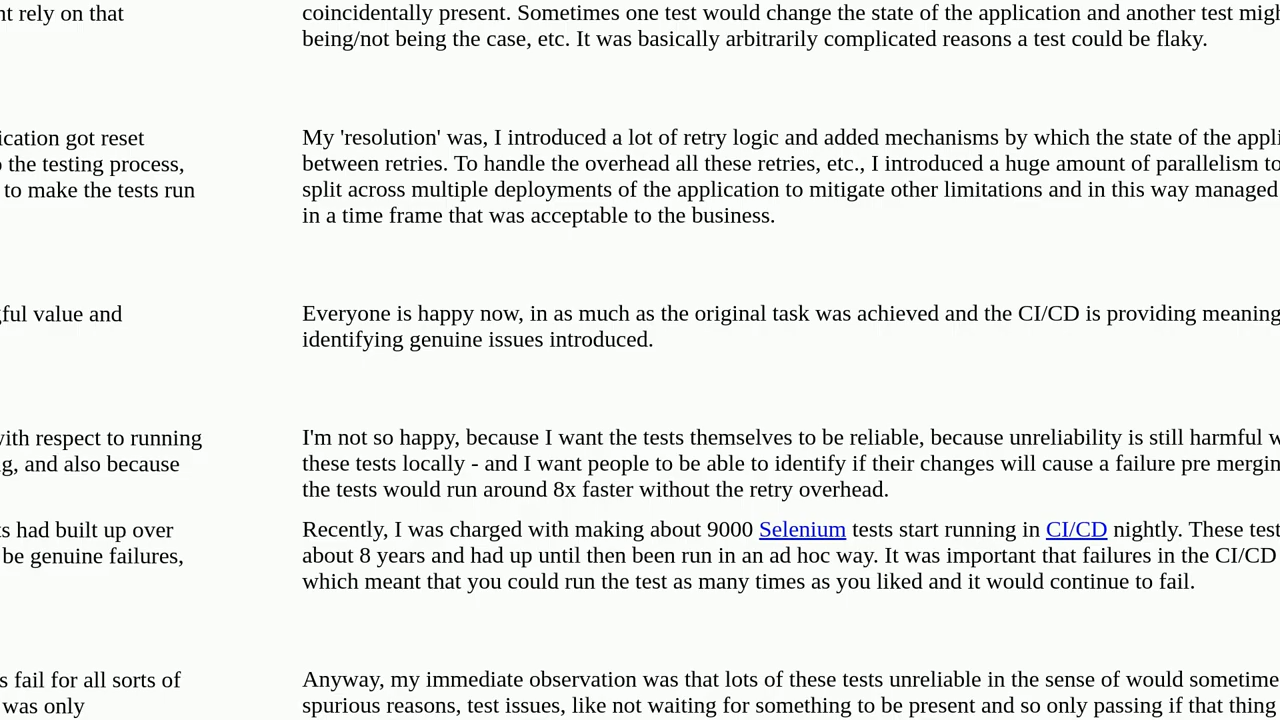 nt rely on that
ication got reset
the testing process,
to make the tests run
gful value and
with respect to running
g, and also because
ts had built up over
be genuine failures,
s fail for all sorts of
was only
coincidentally present. Sometimes one test would change the state of the application and another test might
being/not being the case, etc. It was basically arbitrarily complicated reasons a test could be flaky.
My 'resolution' was, I introduced a lot of retry logic and added mechanisms by which the state of the appli
between retries. To handle the overhead all these retries, etc., I introduced a huge amount of parallelism to
split across multiple deployments of the application to mitigate other limitations and in this way managed
in a time frame that was acceptable to the business.
Everyone is happy now, in as much as the original task was achieved and the CI/CD is providing meaning
identifying genuine issues introduced.
I'm not so happy, because I want the tests themselves to be reliable, because unreliability is still harmful w
these tests locally - and I want people to be able to identify if their changes will cause a failure pre mergin
the tests would run around 8x faster without the retry overhead.
Recently, I was charged with making about 9000 Selenium tests start running in CI/CD nightly. These test
about 8 years and had up until then been run in an ad hoc way. It was important that failures in the CI/CD
which meant that you could run the test as many times as you liked and it would continue to fail.
Anyway, my immediate observation was that lots of these tests unreliable in the sense of would sometime
spurious reasons, test issues, like not waiting for something to be present and so only passing if that thing